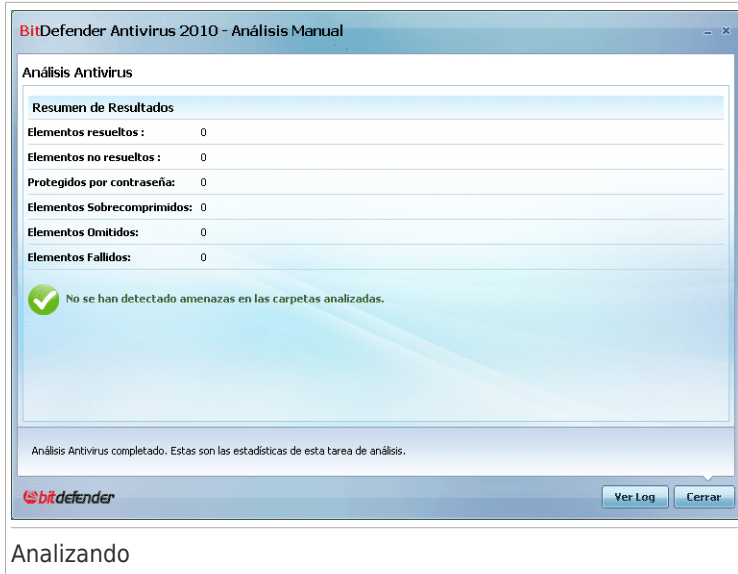 BitDefender Antivirus 2010 - Análisis Manual
Análisis Antivirus
Resumen de Resultados
Elementos resueltos : 0
Elementos no resueltos : 0
Protegidos por contraseña: 0
Elementos Sobrecomprimidos: 0
Elementos Omitidos: 0
Elementos Fallidos: 0
No se han detectado amenazas en las carpetas analizadas.
Análisis Antivirus completado. Estas son las estadísticas de esta tarea de análisis.
bitdefender
Ver Log Cerrar
Analizando